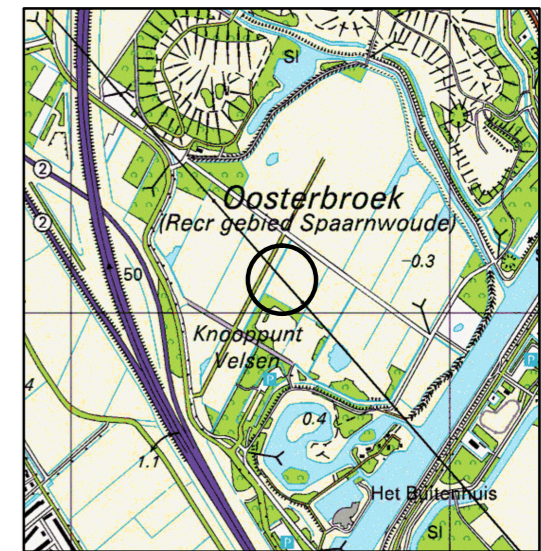 Sl
Oosterbroek
(Recr gebied Spaarnwoude)
2
2
50
-0.3
Knooppunt
Velsen
P
P
0.4
4
1.1
Het Buitenhuis
Sl
P